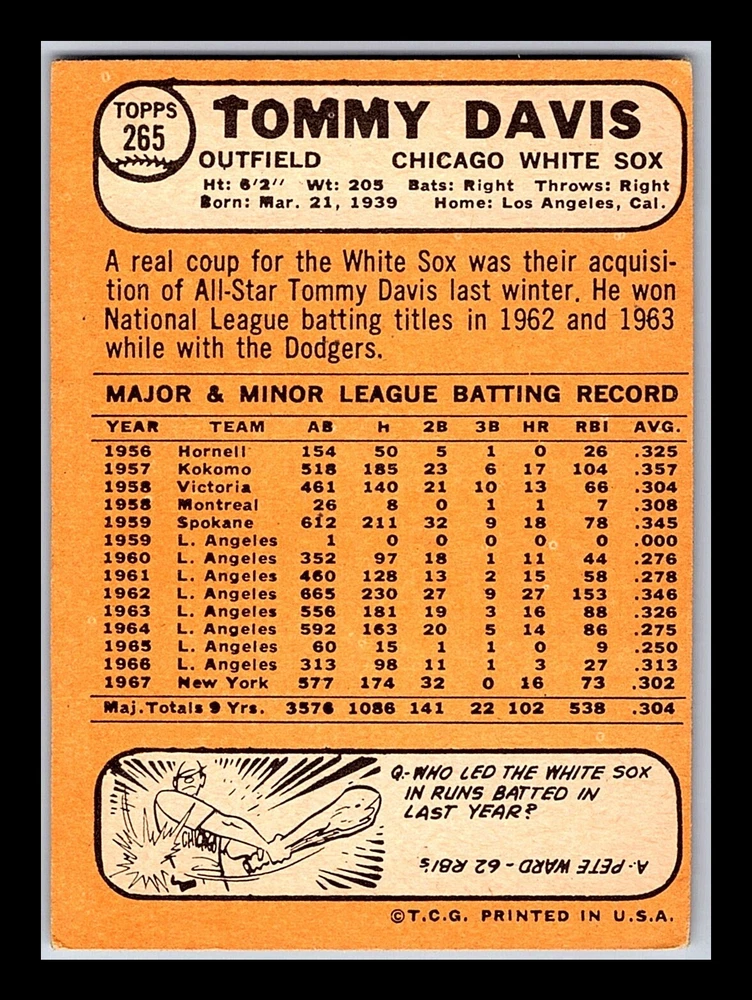 TOPPS
265
TOMMY DAVIS
OUTFIELD CHICAGO WHITE SOX
Ht: 6'2" Wt: 205 Bats: Right Throws: Right
Born: Mar. 21, 1939 Home: Los Angeles, Cal.
A real coup for the White Sox was their acquisi-
tion of All-Star Tommy Davis last winter. He won
National League batting titles in 1962 and 1963
while with the Dodgers.
MAJOR & MINOR LEAGUE BATTING RECORD
YEAR TEAM AB H 2B 3B HR RBI AVG.
1956 Hornell 154 50 5 1 0 26 .325
1957 Kokomo 518 185 23 6 17 104 .357
1958 Victoria 461 140 21 10 13 66 .304
1958 Montreal 26 8 0 1 1 7 .308
1959 Spokane 612 211 32 9 18 78 .345
1959 L. Angeles 1 0 0 0 0 0 .000
1960 L. Angeles 352 97 18 1 11 44 .276
1961 L. Angeles 460 128 13 2 15 58 .278
1962 L. Angeles 665 230 27 9 27 153 .346
1963 L. Angeles 556 181 19 3 16 88 .326
1964 L. Angeles 592 163 20 5 14 86 .275
1965 L. Angeles 60 15 1 1 0 9 .250
1966 L. Angeles 313 98 11 1 3 27 .313
1967 New York 577 174 32 0 16 73 .302
Maj. Totals 9 Yrs. 3576 1086 141 22 102 538 .304
CHICAGO
Q.-WHO LED THE WHITE SOX
IN RUNS BATTED IN
LAST YEAR?
A.: PETE WARD - 62 RBI's
©T.C.G. PRINTED IN U.S.A.